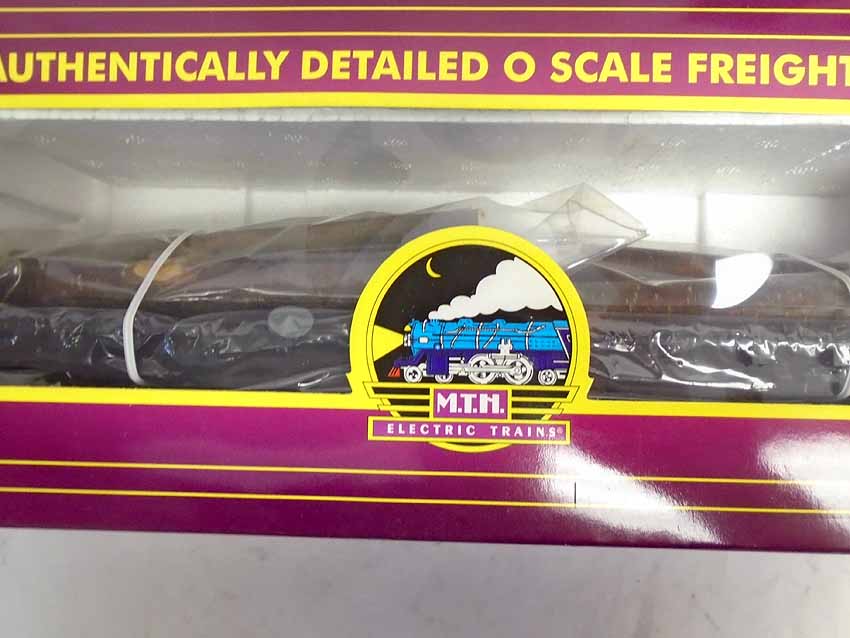 AUTHENTICALLY DETAILED O SCALE FREIGHT
M.T.H.
ELECTRIC TRAINS®